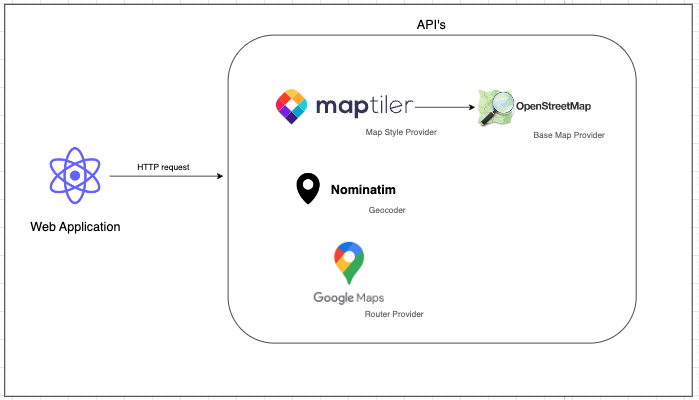 API's
maptiler
OpenStreetMap
Map Style Provider
Base Map Provider
HTTP request
Nominatim
Geocoder
Web Application
Google Maps
Router Provider